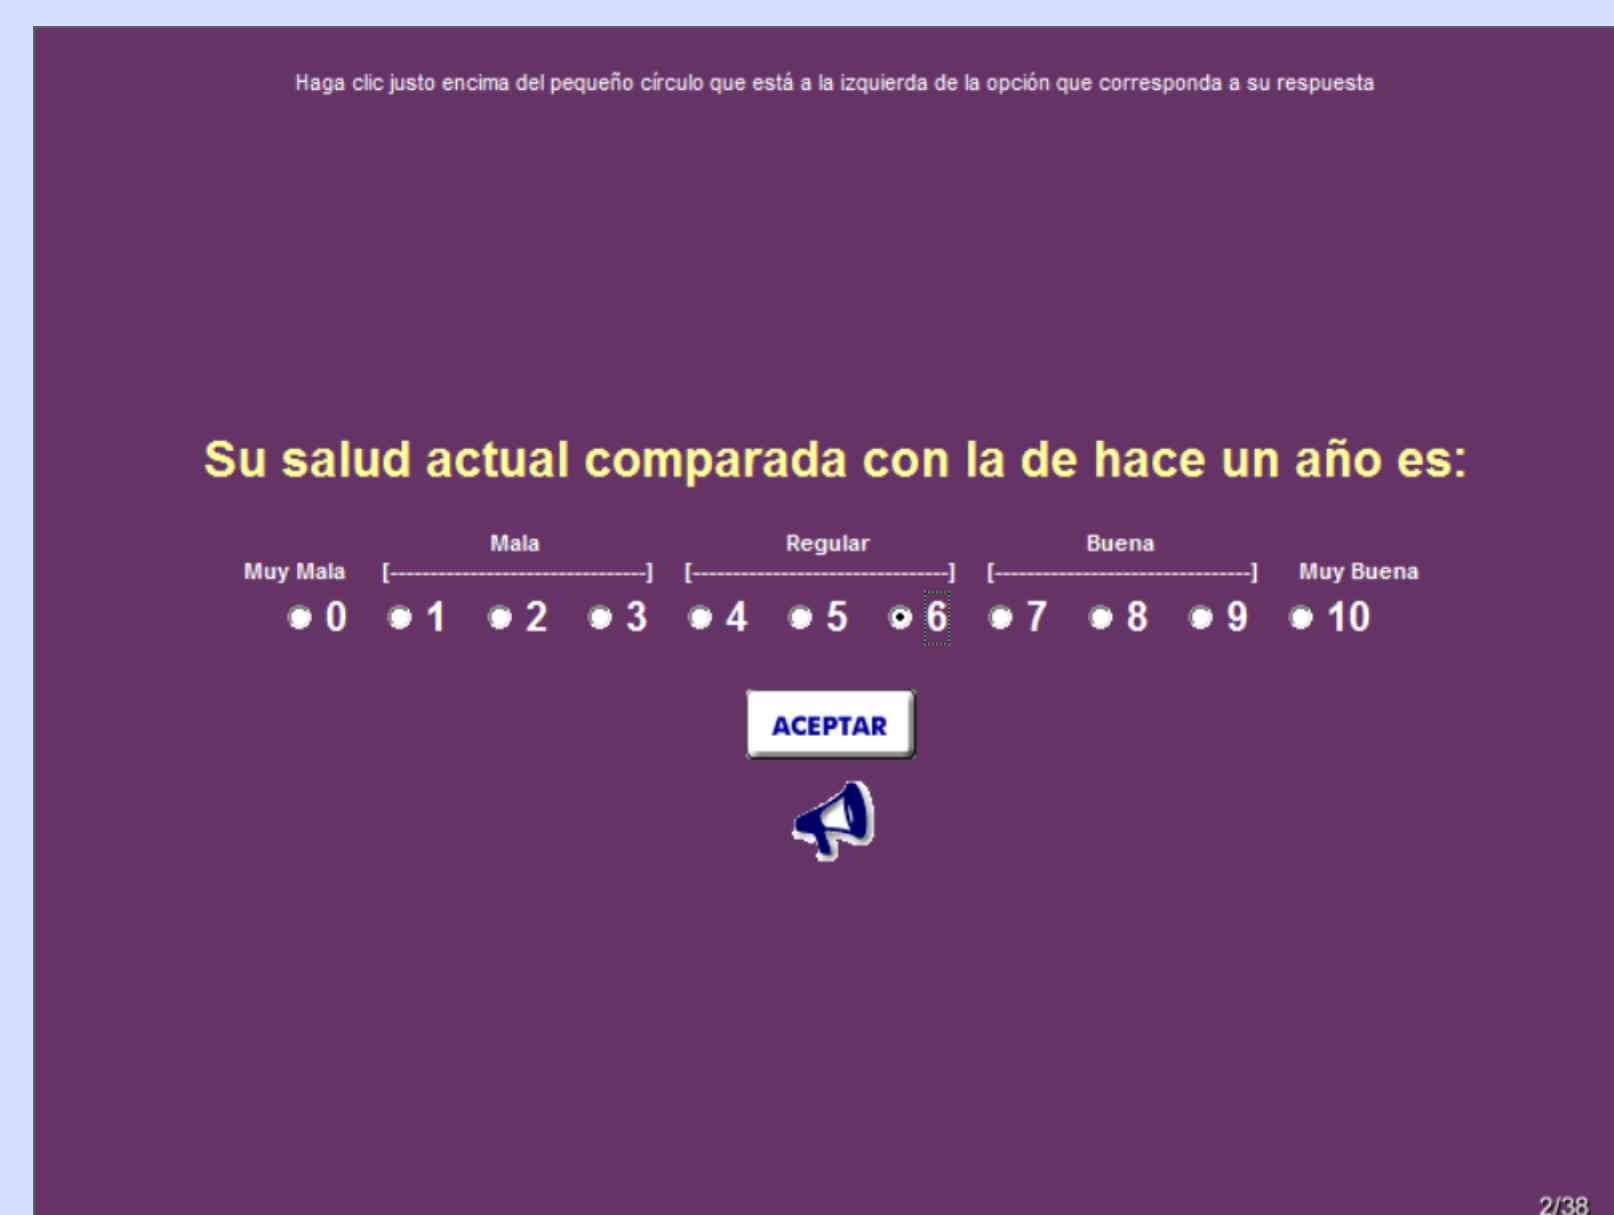 Haga clic justo encima del pequeño círculo que está a la izquierda de la opción que corresponda a su respuesta
Su salud actual comparada con la de hace un año es:
Mala Regular Buena
Muy Mala [--------------------------------] [--------------------------------] [--------------------------------] Muy Buena
0 1 2 3 4 5 6 7 8 9 10
ACEPTAR
2/38